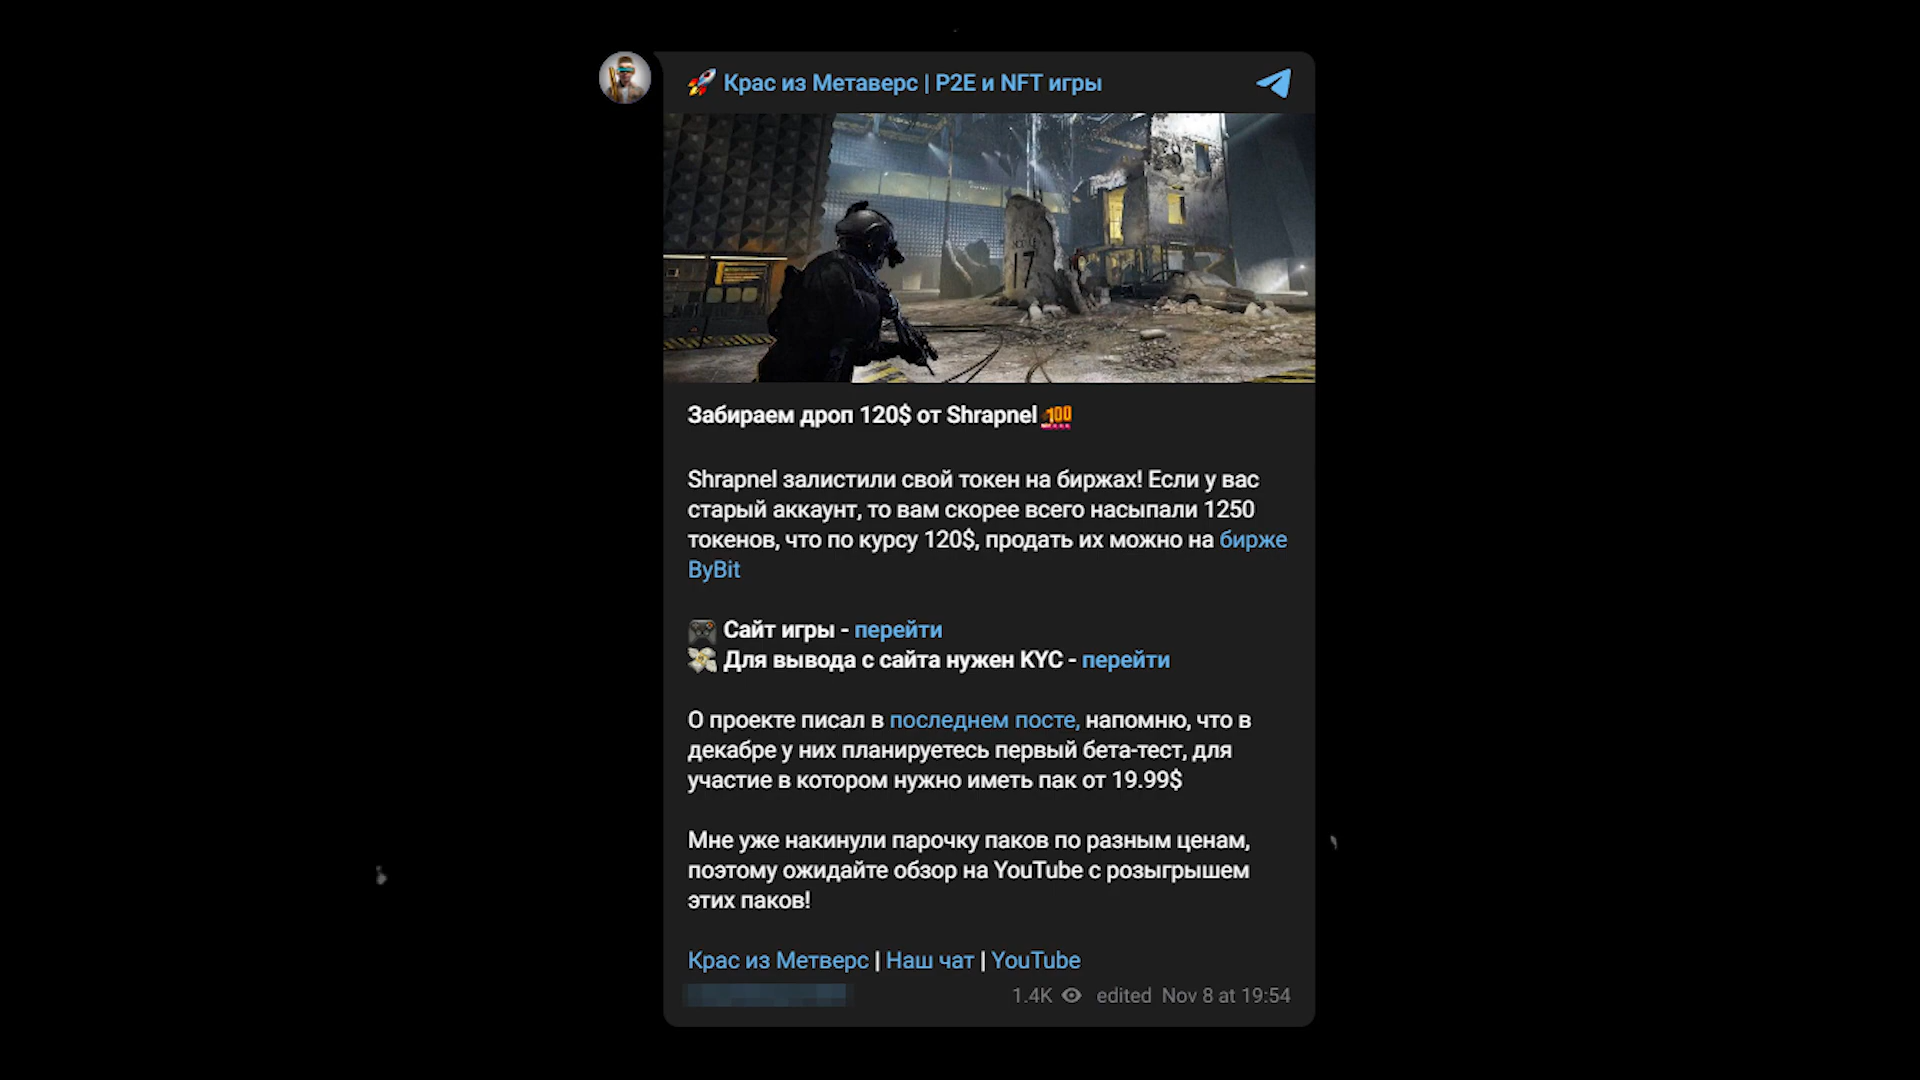 🚀 Крас из Метаверс | P2E и NFT игры
17
Забираем дроп 120$ от Shrapnel
Shrapnel залистили свой токен на биржах! Если у вас
старый аккаунт, то вам скорее всего насыпали 1250
токенов, что по курсу 120$, продать их можно на бирже
ByBit
🎮 Сайт игры - перейти
💸 Для вывода с сайта нужен KYC - перейти
О проекте писал в последнем посте, напомню, что в
декабре у них планируетесь первый бета-тест, для
участие в котором нужно иметь пак от 19.99$
Мне уже накинули парочку паков по разным ценам,
поэтому ожидайте обзор на YouTube с розыгрышем
этих паков!
Крас из Метверс | Наш чат | YouTube
1.4K edited Nov 8 at 19:54